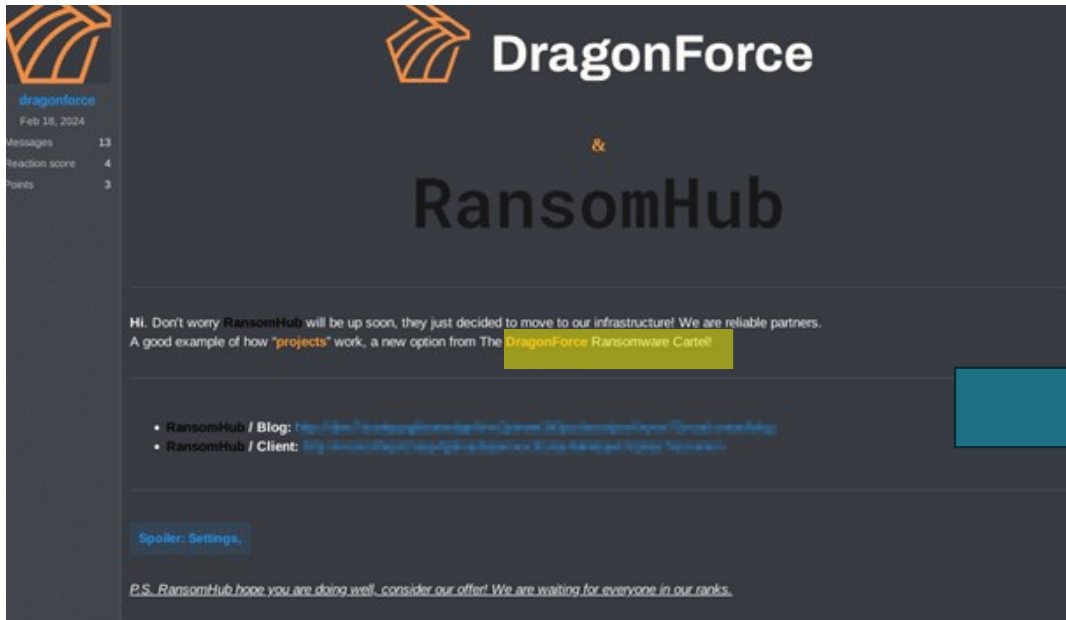 dragonforce
Feb 18, 2024
Messages 13
Reaction score 4
Points 3
DragonForce
&
RansomHub
Hi. Don't worry RansomHub will be up soon, they just decided to move to our infrastructure! We are reliable partners.
A good example of how "projects" work, a new option from The DragonForce Ransomware Cartel!
• RansomHub / Blog:
• RansomHub / Client:
Spoiler: Settings,
P.S. RansomHub hope you are doing well, consider our offer! We are waiting for everyone in our ranks.